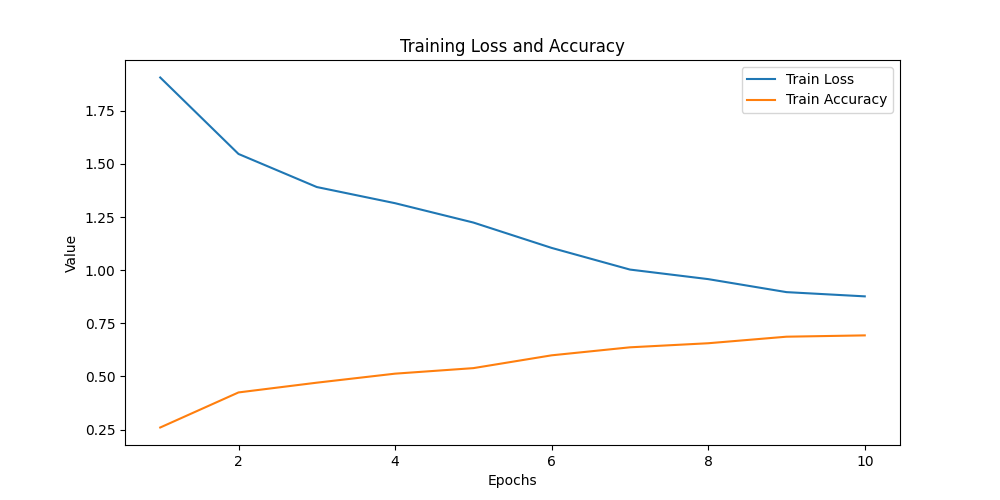 Training Loss and Accuracy
Train Loss
Train Accuracy
Value
1.75
1.50
1.25
1.00
0.75
0.50
0.25
2 4 6 8 10
Epochs